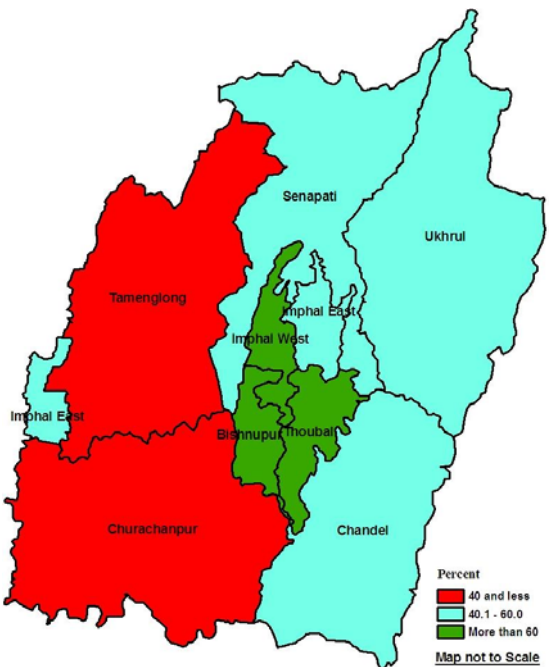 Senapati
Ukhrul
Tamenglong
Imphal East
Imphal West
Imphal East
Bishnupur
Thoubal
Churachanpur
Chandel
Percent
40 and less
40.1 - 60.0
More than 60
Map not to Scale